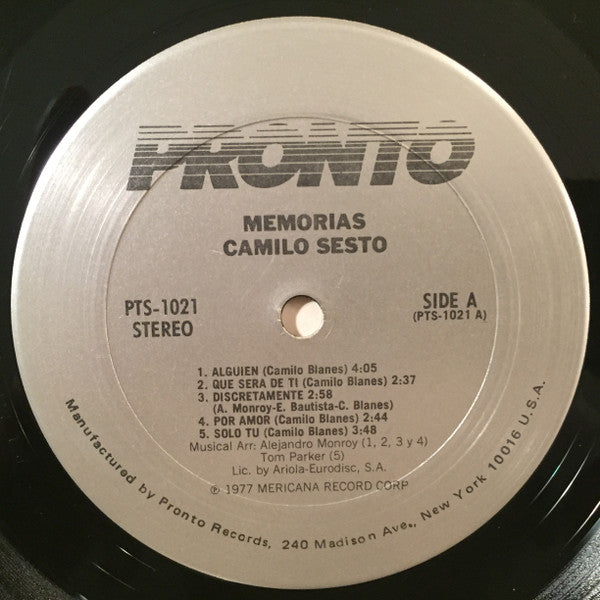 PRONTO
MEMORIAS
CAMILO SESTO
PTS-1021
STEREO
SIDE A
(PTS-1021 A)
1. ALGUIEN (Camilo Blanes) 4:05
2. QUE SERA DE TI (Camilo Blanes) 2:37
3. DISCRETAMENTE 2:58
(A. Monroy-E. Bautista-C. Blanes)
4. POR AMOR (Camilo Blanes) 2:44
5. SOLO TU (Camilo Blanes) 3:48
Musical Arr: Alejandro Monroy (1, 2, 3 y 4)
Tom Parker (5)
Lic. by Ariola-Eurodisc, S.A.
℗ 1977 MERICANA RECORD CORP
Manufactured by Pronto Records, 240 Madison Ave., New York 10016 U.S.A.